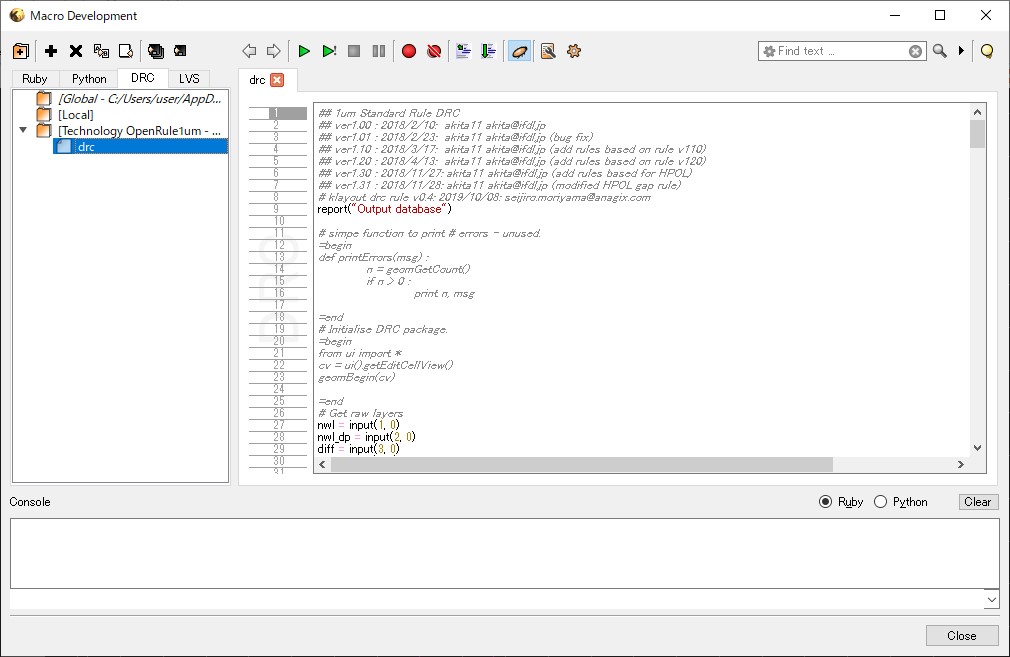 Macro Development
Find text ...
Ruby Python DRC LVS
[Global - C:/Users/user/AppD...
[Local]
[Technology OpenRule1um - ...
drc
drc
1 ## 1um Standard Rule DRC
2 ## ver1.00 : 2018/2/10: akita11 akita@ifdl.jp
3 ## ver1.01 : 2018/2/23: akita11 akita@ifdl.jp (bug fix)
4 ## ver1.10 : 2018/3/17: akita11 akita@ifdl.jp (add rules based on rule v110)
5 ## ver1.20 : 2018/4/13: akita11 akita@ifdl.jp (add rules based on rule v120)
6 ## ver1.30 : 2018/11/27: akita11 akita@ifdl.jp (add rules based for HPOL)
7 ## ver1.31 : 2018/11/28: akita11 akita@ifdl.jp (modified HPOL gap rule)
8 # klayout drc rule v0.4: 2019/10/08: seijiro.moriyama@anagix.com
9 report("Output database")
10
11 # simpe function to print # errors - unused.
12 =begin
13 def printErrors(msg) :
14 n = geomGetCount()
15 if n > 0 :
16 print n, msg
17
18 =end
19 # Initialise DRC package.
20 =begin
21 from ui import *
22 cv = ui().getEditCellView()
23 geomBegin(cv)
24
25 =end
26 # Get raw layers
27 nwl = input(1, 0)
28 nwl_dp = input(2, 0)
29 diff = input(3, 0)
30
31
Console
Ruby Python Clear
Close